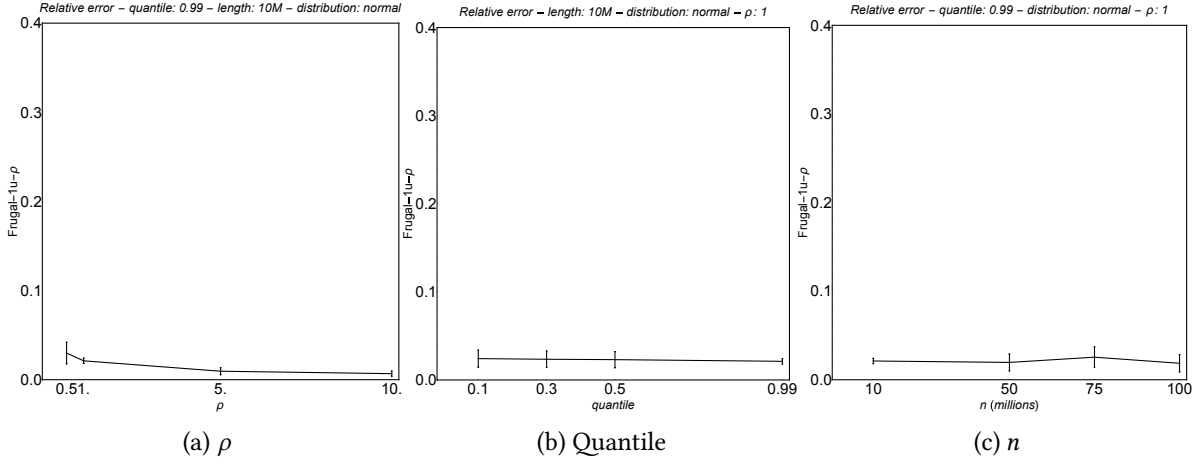 Relative error – quantile: 0.99 – length: 10M – distribution: normal
0.4
0.3
0.2
0.1
0.0
Frugal–1u–ρ
0.5 1. 5. 10.
ρ
(a) ρ
Relative error – length: 10M – distribution: normal – ρ: 1
0.4
0.3
0.2
0.1
0.0
Frugal–1u–ρ
0.1 0.3 0.5 0.99
quantile
(b) Quantile
Relative error – quantile: 0.99 – distribution: normal – ρ: 1
0.4
0.3
0.2
0.1
0.0
Frugal–1u–ρ
10 50 75 100
n (millions)
(c) n